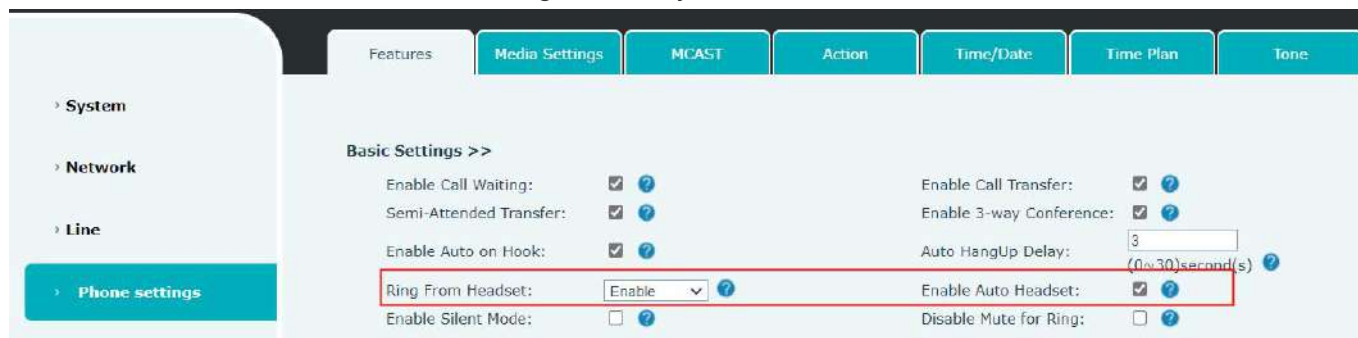 Features Media Settings MCAST Action Time/Date Time Plan Tone
› System
Basic Settings >>
› Network
Enable Call Waiting: Enable Call Transfer:
Semi-Attended Transfer: Enable 3-way Conference:
› Line
Enable Auto on Hook: Auto HangUp Delay: 3
(0~30)second(s)
› Phone settings
Ring From Headset: Enable Enable Auto Headset:
Enable Silent Mode: Disable Mute for Ring: